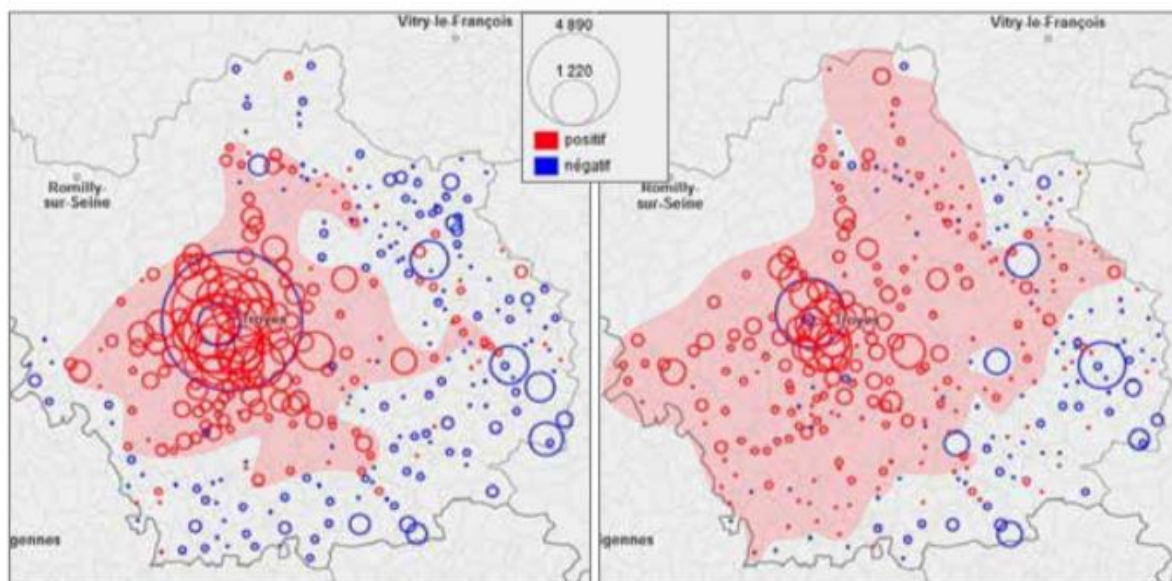 Vitry-le-François
Romilly-
sur-Seine
Troyes
gennes
4 890
1 220
positif
négatif
Vitry-le-François
Romilly-
sur-Seine
Troyes
igennes